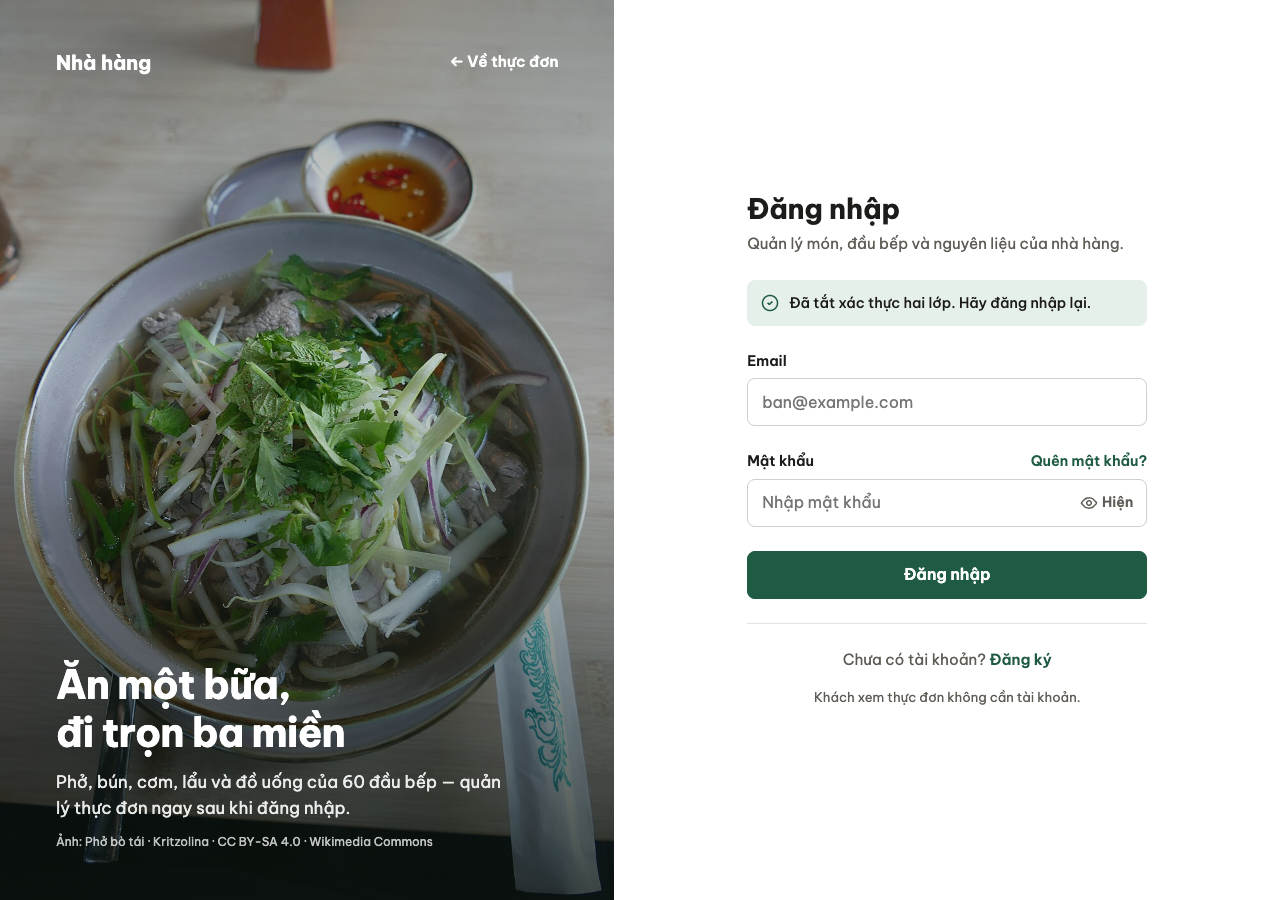 Nhà hàng
← Về thực đơn
Ăn một bữa,
đi trọn ba miền
Phở, bún, cơm, lẩu và đồ uống của 60 đầu bếp — quản
lý thực đơn ngay sau khi đăng nhập.
Ảnh: Phở bò tái · Kritzolina · CC BY-SA 4.0 · Wikimedia Commons
Đăng nhập
Quản lý món, đầu bếp và nguyên liệu của nhà hàng.
Đã tắt xác thực hai lớp. Hãy đăng nhập lại.
Email
ban@example.com
Mật khẩu
Quên mật khẩu?
Nhập mật khẩu
Hiện
Đăng nhập
Chưa có tài khoản? Đăng ký
Khách xem thực đơn không cần tài khoản.